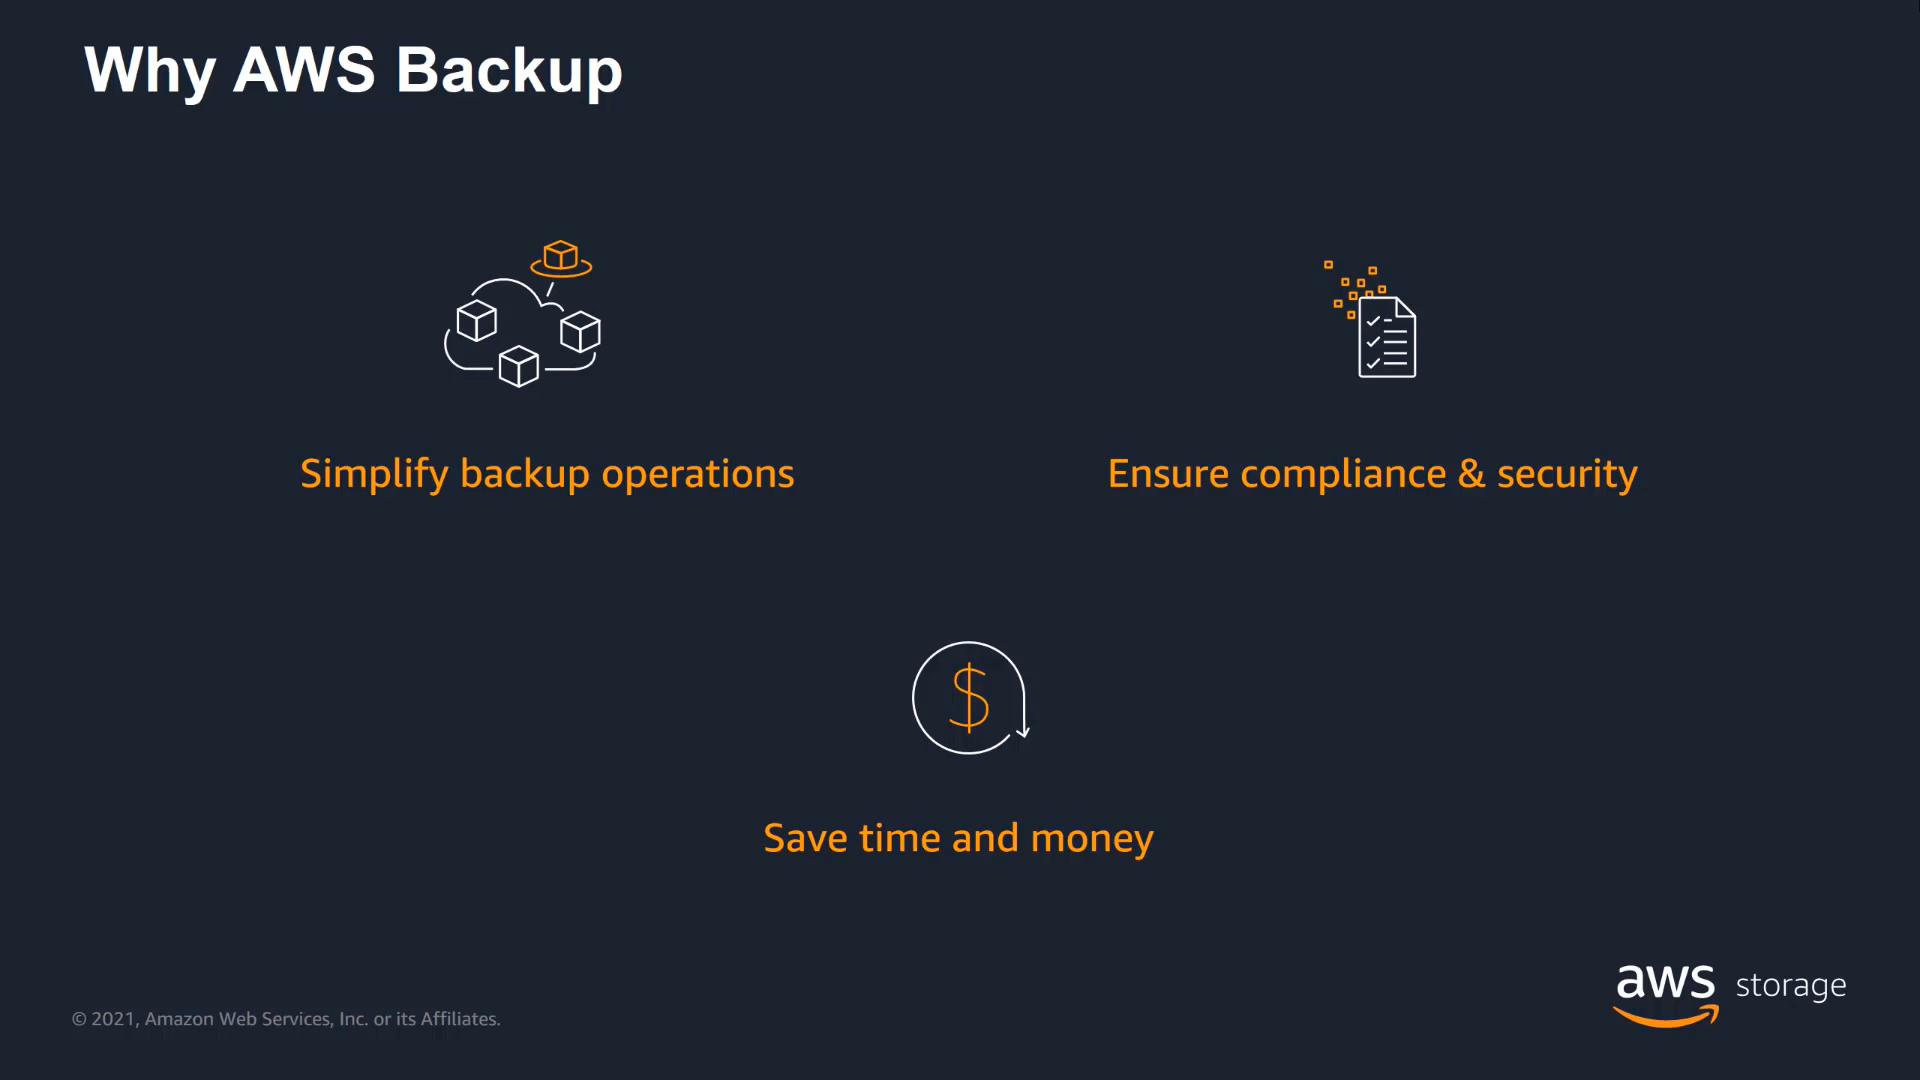 Why AWS Backup
Simplify backup operations
Ensure compliance & security
$
Save time and money
aws storage
© 2021, Amazon Web Services, Inc. or its Affiliates.